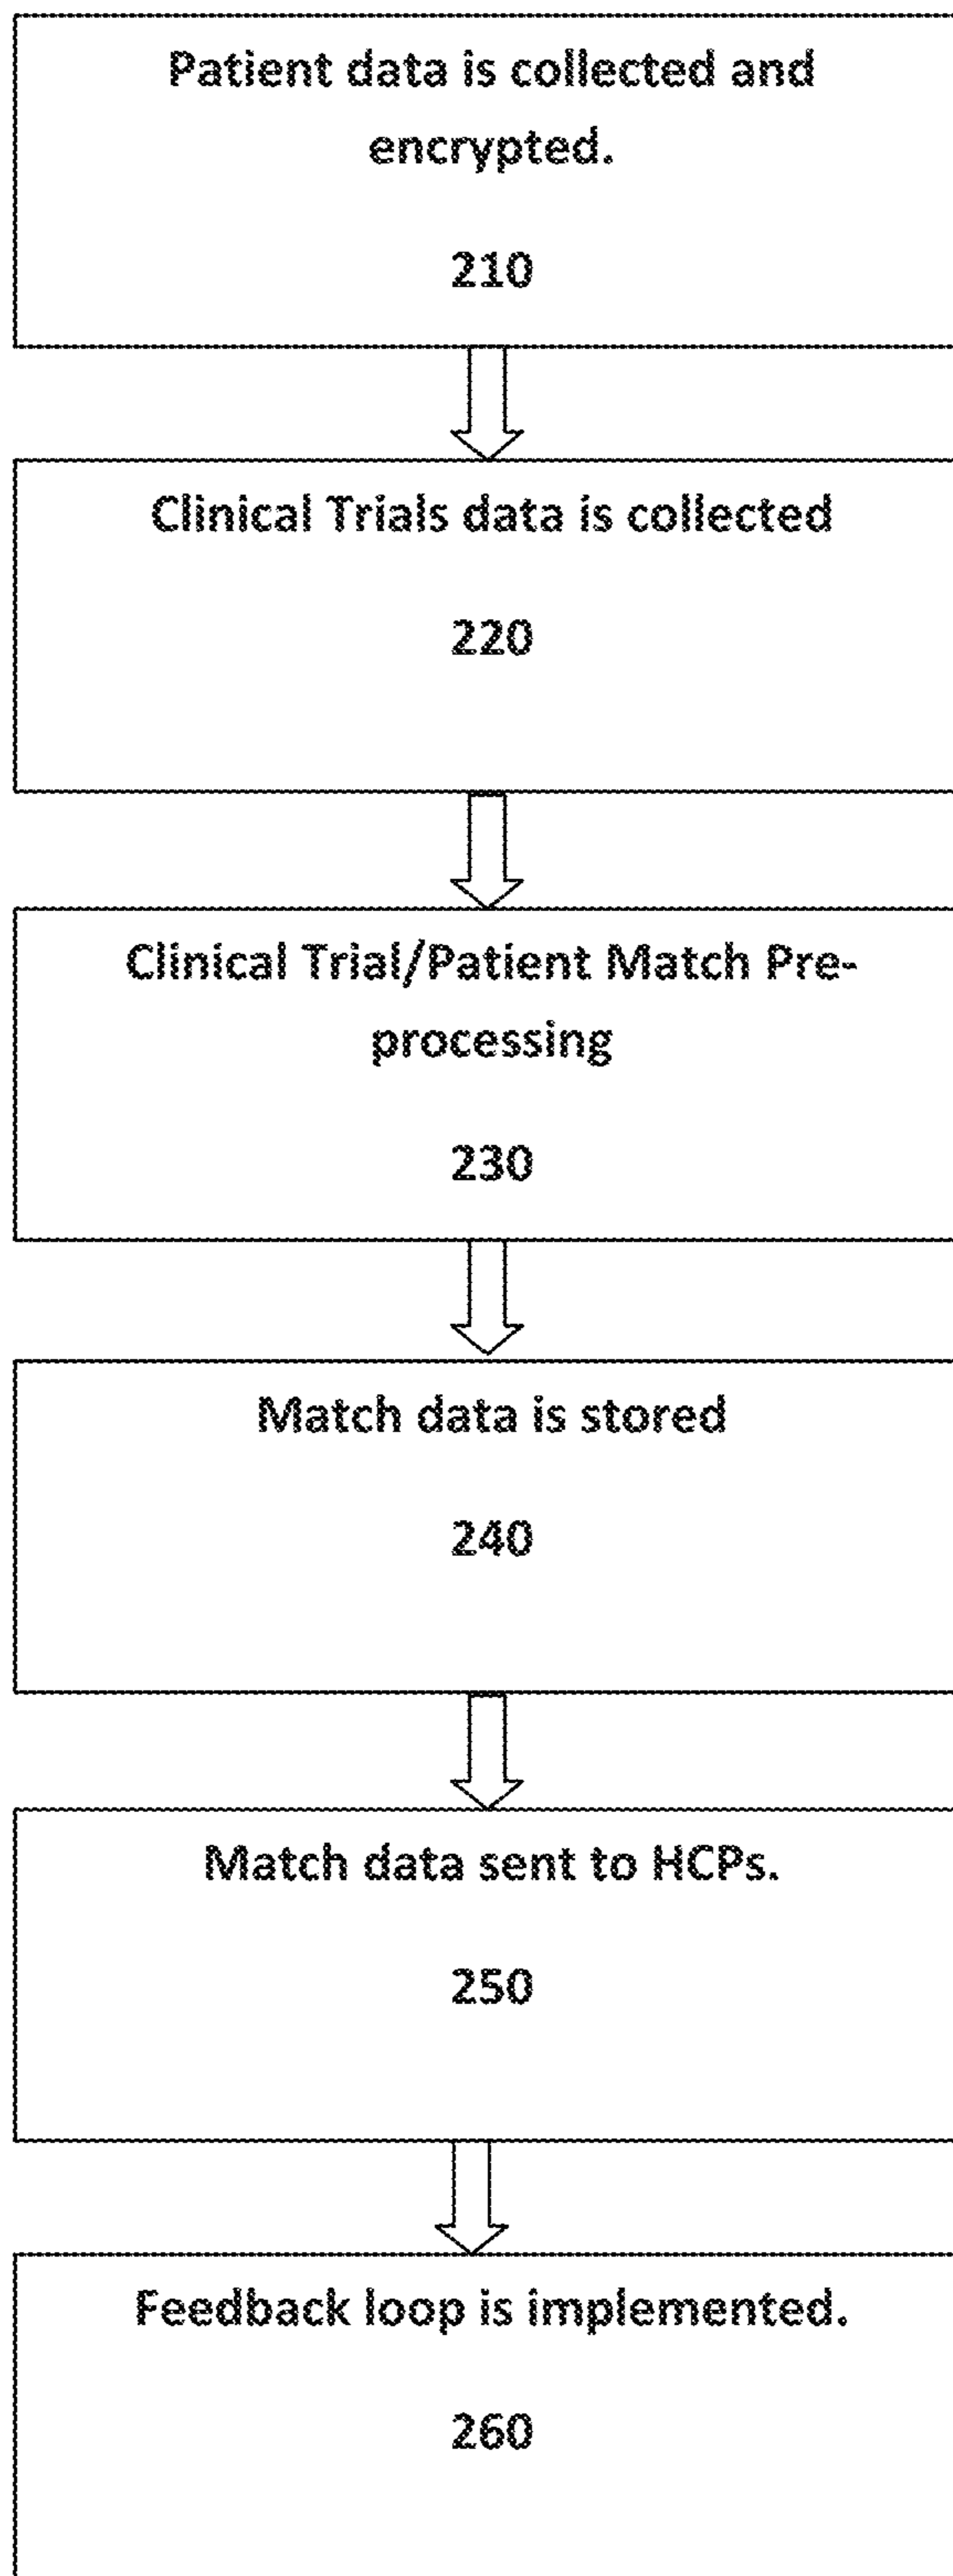 Patient data is collected and
encrypted.
210
Clinical Trials data is collected
220
Clinical Trial/Patient Match Pre-
processing
230
Match data is stored
240
Match data sent to HCPs.
250
Feedback loop is implemented.
260